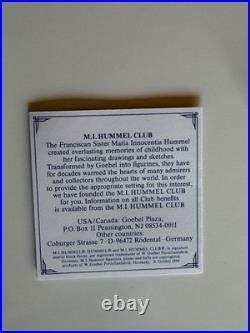 M.I. HUMMEL CLUB
The Franciscan Sister Maria Innocentia Hummel
created everlasting memories of childhood with
her fascinating drawings and sketches.
Transformed by Goebel into figurines, they have
for decades warmed the hearts of many admirers
and collectors throughout the world. In order
to provide the appropriate setting for this interest,
we have founded the M.I. HUMMEL CLUB
for you. Information on all Club benefits
is available from the M.I. HUMMEL CLUB
USA/Canada: Goebel Plaza,
P.O. Box 11 Pennington, NJ 08534-0011
Other countries:
Coburger Strasse 7 - D-96472 Rödental - Germany